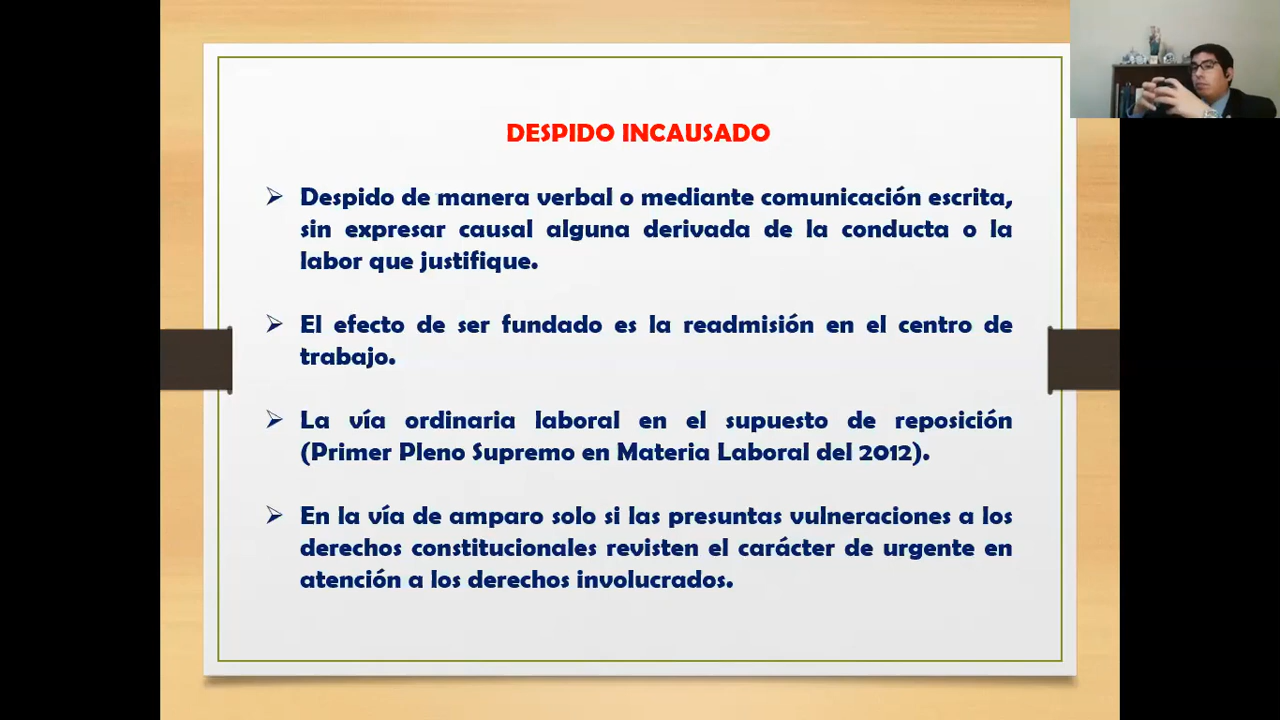 DESPIDO INCAUSADO
Despido de manera verbal o mediante comunicación escrita,
sin expresar causal alguna derivada de la conducta o la
labor que justifique.
El efecto de ser fundado es la readmisión en el centro de
trabajo.
La vía ordinaria laboral en el supuesto de reposición
(Primer Pleno Supremo en Materia Laboral del 2012).
En la vía de amparo solo si las presuntas vulneraciones a los
derechos constitucionales revisten el carácter de urgente en
atención a los derechos involucrados.